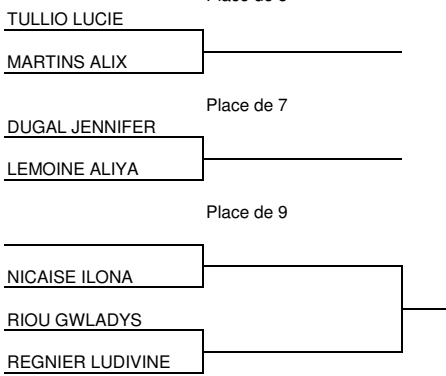 TULLIO LUCIE
MARTINS ALIX
Place de 7
DUGAL JENNIFER
LEMOINE ALIYA
Place de 9
NICAISE ILONA
RIOU GWLADYS
REGNIER LUDIVINE